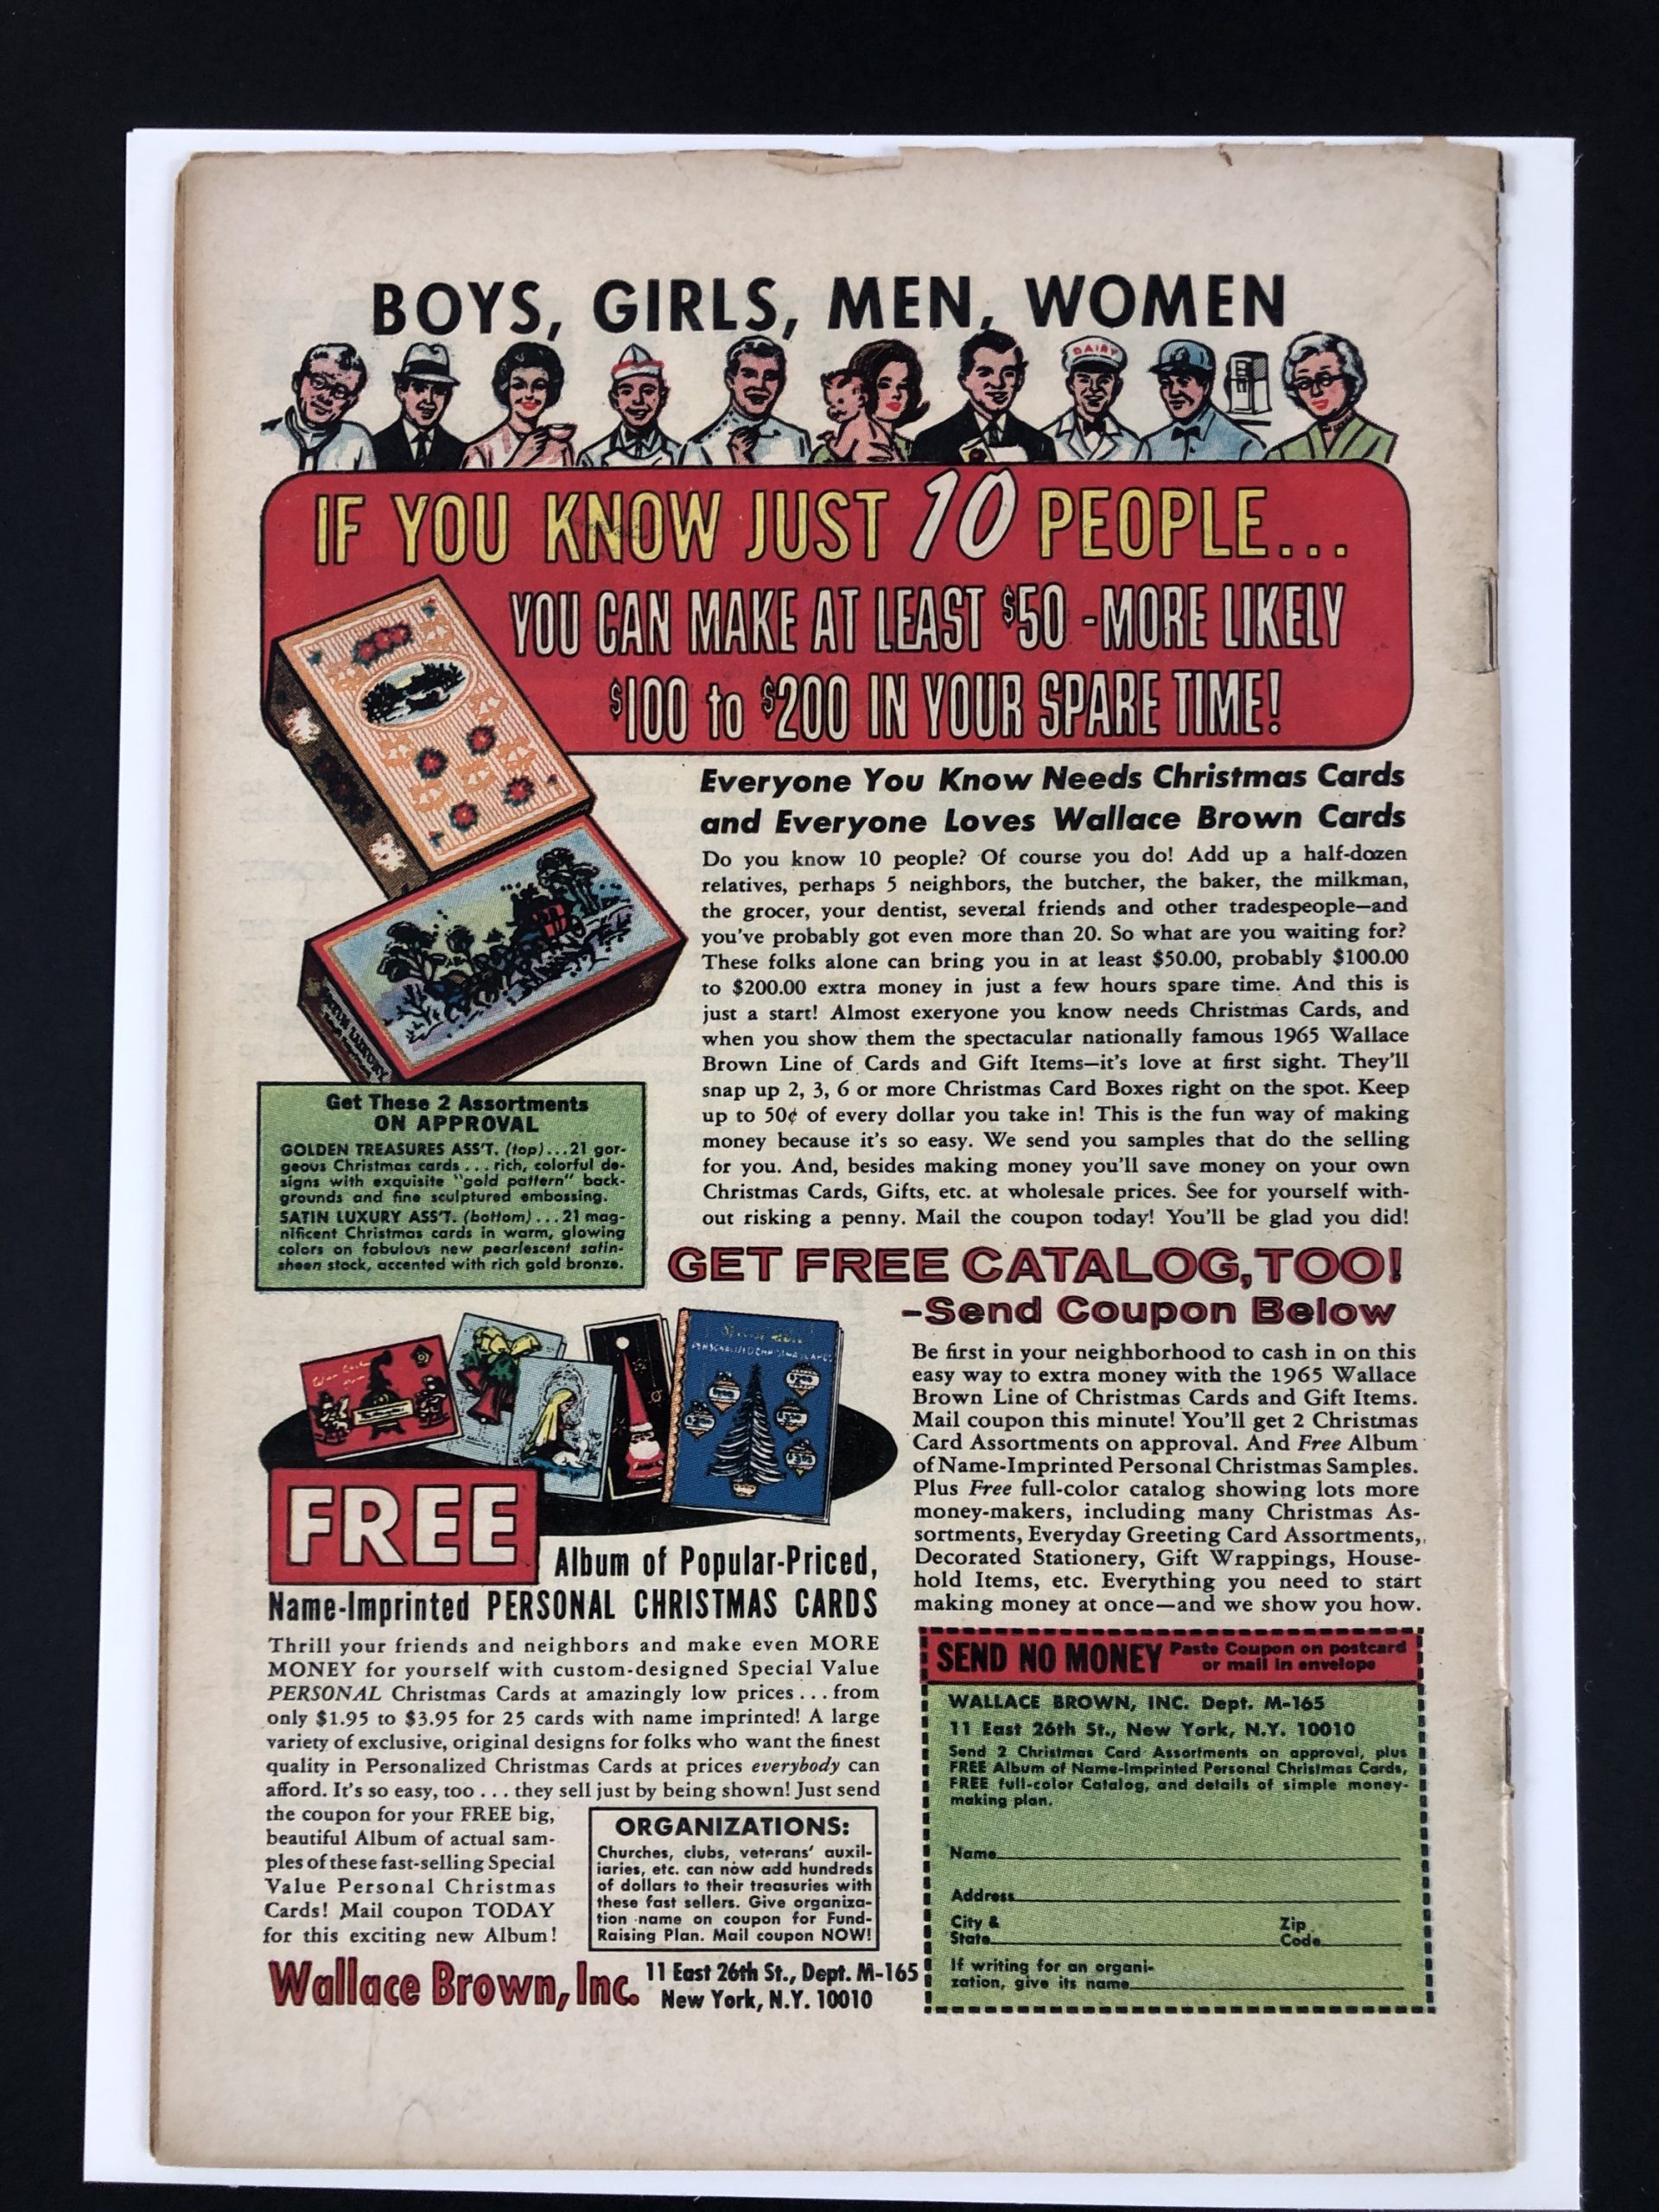 BOYS, GIRLS, MEN, WOMEN
DAIRY
IF YOU KNOW JUST 10 PEOPLE...
YOU CAN MAKE AT LEAST $50 - MORE LIKELY
$100 to $200 IN YOUR SPARE TIME!
Everyone You Know Needs Christmas Cards
and Everyone Loves Wallace Brown Cards
Do you know 10 people? Of course you do! Add up a half-dozen
relatives, perhaps 5 neighbors, the butcher, the baker, the milkman,
the grocer, your dentist, several friends and other tradespeople—and
you've probably got even more than 20. So what are you waiting for?
These folks alone can bring you in at least $50.00, probably $100.00
to $200.00 extra money in just a few hours spare time. And this is
just a start! Almost exeryone you know needs Christmas Cards, and
when you show them the spectacular nationally famous 1965 Wallace
Brown Line of Cards and Gift Items—it's love at first sight. They'll
snap up 2, 3, 6 or more Christmas Card Boxes right on the spot. Keep
up to 50¢ of every dollar you take in! This is the fun way of making
money because it's so easy. We send you samples that do the selling
for you. And, besides making money you'll save money on your own
Christmas Cards, Gifts, etc. at wholesale prices. See for yourself with-
out risking a penny. Mail the coupon today! You'll be glad you did!
Get These 2 Assortments
ON APPROVAL
GOLDEN TREASURES ASS'T. (top)...21 gor-
geous Christmas cards...rich, colorful de-
signs with exquisite "gold pattern" back-
grounds and fine sculptured embossing.
SATIN LUXURY ASS'T. (bottom)...21 mag-
nificent Christmas cards in warm, glowing
colors on fabulous new pearlescent satin-
sheen stock, accented with rich gold bronze.
GET FREE CATALOG, TOO!
–Send Coupon Below
Be first in your neighborhood to cash in on this
easy way to extra money with the 1965 Wallace
Brown Line of Christmas Cards and Gift Items.
Mail coupon this minute! You'll get 2 Christmas
Card Assortments on approval. And Free Album
of Name-Imprinted Personal Christmas Samples.
Plus Free full-color catalog showing lots more
money-makers, including many Christmas As-
sortments, Everyday Greeting Card Assortments,
Decorated Stationery, Gift Wrappings, House-
hold Items, etc. Everything you need to start
making money at once—and we show you how.
FREE
Album of Popular-Priced,
Name-Imprinted PERSONAL CHRISTMAS CARDS
Thrill your friends and neighbors and make even MORE
MONEY for yourself with custom-designed Special Value
PERSONAL Christmas Cards at amazingly low prices...from
only $1.95 to $3.95 for 25 cards with name imprinted! A large
variety of exclusive, original designs for folks who want the finest
quality in Personalized Christmas Cards at prices everybody can
afford. It's so easy, too...they sell just by being shown! Just send
the coupon for your FREE big,
beautiful Album of actual sam-
ples of these fast-selling Special
Value Personal Christmas
Cards! Mail coupon TODAY
for this exciting new Album!
ORGANIZATIONS:
Churches, clubs, veterans' auxil-
iaries, etc. can now add hundreds
of dollars to their treasuries with
these fast sellers. Give organiza-
tion name on coupon for Fund-
Raising Plan. Mail coupon NOW!
Wallace Brown, Inc.
11 East 26th St., Dept. M-165
New York, N.Y. 10010
SEND NO MONEY Paste Coupon on postcard
or mail in envelope
WALLACE BROWN, INC. Dept. M-165
11 East 26th St., New York, N.Y. 10010
Send 2 Christmas Card Assortments on approval, plus
FREE Album of Name-Imprinted Personal Christmas Cards,
FREE full-color Catalog, and details of simple money-
making plan.
Name
Address
City & Zip
State Code
If writing for an organi-
zation, give its name